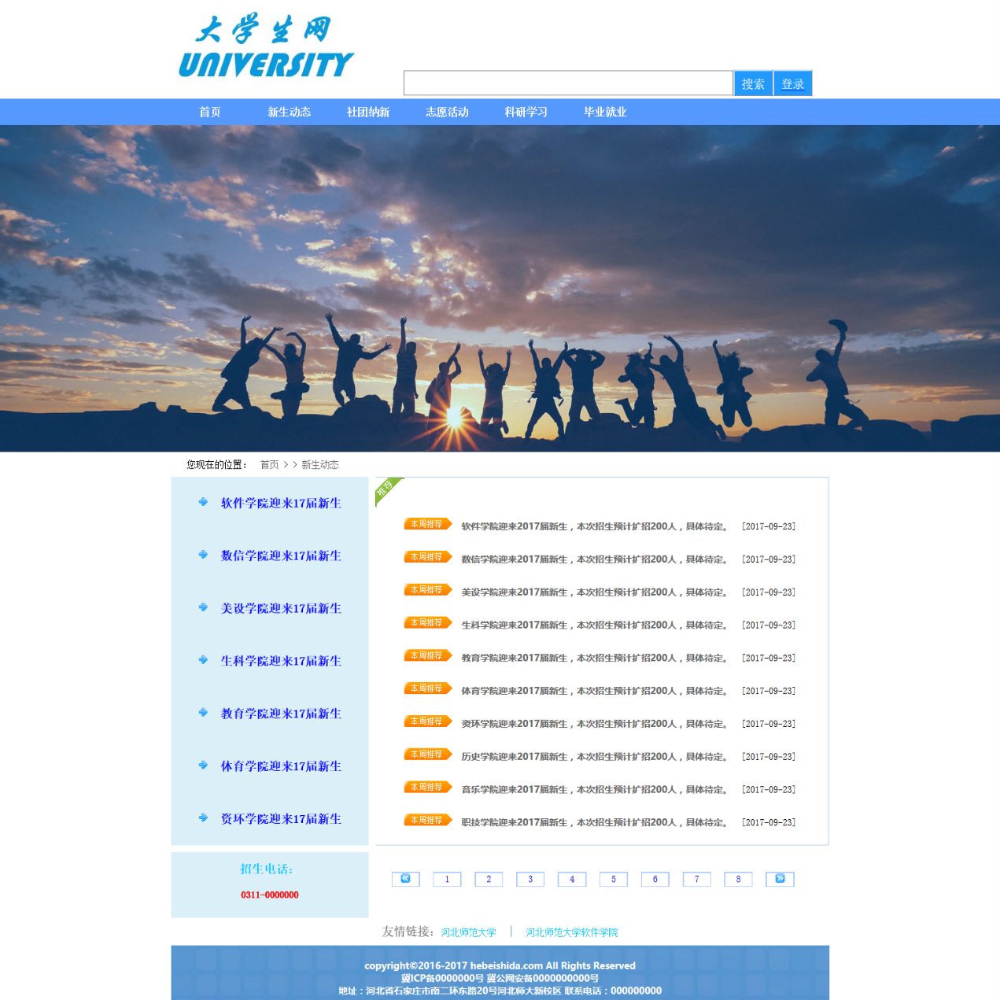 大学生网
UNIVERSITY
搜索 登录
首页 新生动态 社团纳新 志愿活动 科研学习 毕业就业
您现在的位置： 首页 > > 新生动态
软件学院迎来17届新生
数信学院迎来17届新生
美设学院迎来17届新生
生科学院迎来17届新生
教育学院迎来17届新生
体育学院迎来17届新生
资环学院迎来17届新生
招生电话：
0311-0000000
推荐
本周推荐 软件学院迎来2017届新生，本次招生预计扩招200人，具体待定。 [2017-09-23]
本周推荐 数信学院迎来2017届新生，本次招生预计扩招200人，具体待定。 [2017-09-23]
本周推荐 美设学院迎来2017届新生，本次招生预计扩招200人，具体待定。 [2017-09-23]
本周推荐 生科学院迎来2017届新生，本次招生预计扩招200人，具体待定。 [2017-09-23]
本周推荐 教育学院迎来2017届新生，本次招生预计扩招200人，具体待定。 [2017-09-23]
本周推荐 体育学院迎来2017届新生，本次招生预计扩招200人，具体待定。 [2017-09-23]
本周推荐 资环学院迎来2017届新生，本次招生预计扩招200人，具体待定。 [2017-09-23]
本周推荐 历史学院迎来2017届新生，本次招生预计扩招200人，具体待定。 [2017-09-23]
本周推荐 音乐学院迎来2017届新生，本次招生预计扩招200人，具体待定。 [2017-09-23]
本周推荐 职技学院迎来2017届新生，本次招生预计扩招200人，具体待定。 [2017-09-23]
1 2 3 4 5 6 7 8
友情链接：河北师范大学 | 河北师范大学软件学院
copyright©2016-2017 hebeishida.com All Rights Reserved
冀ICP备0000000号 冀公网安备0000000000号
地址：河北省石家庄市南二环东路20号河北师大新校区 联系电话：000000000